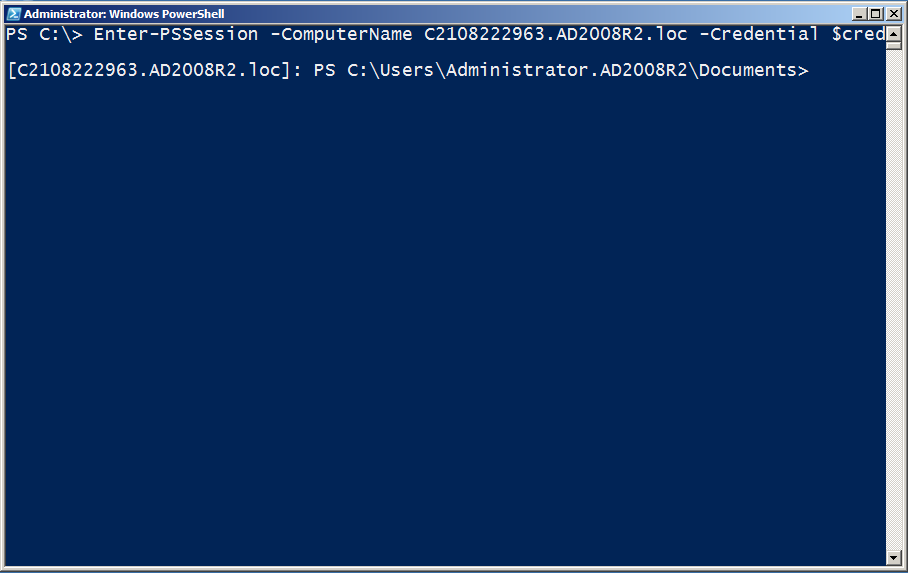 Administrator: Windows PowerShell
PS C:\> Enter-PSSession -ComputerName C2108222963.AD2008R2.loc -Credential $cred
[C2108222963.AD2008R2.loc]: PS C:\Users\Administrator.AD2008R2\Documents>